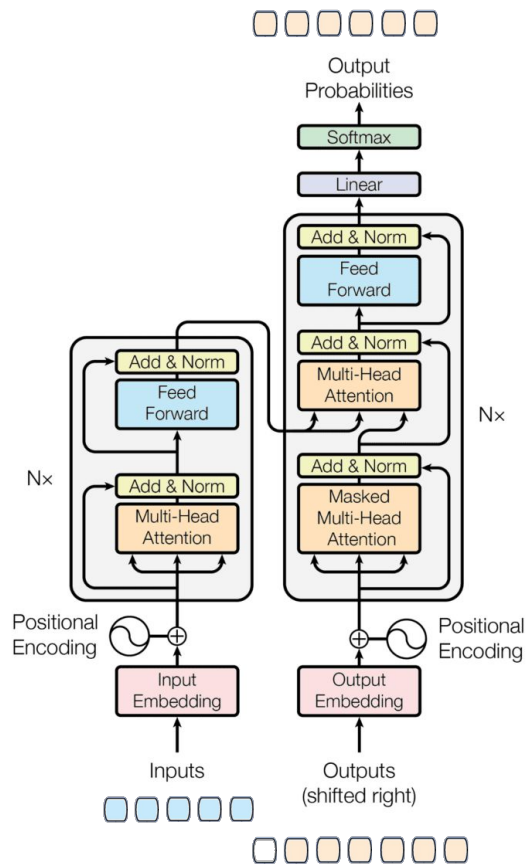 Output
Probabilities
Softmax
Linear
Add & Norm
Feed
Forward
Add & Norm
Multi-Head
Attention
Add & Norm
Masked
Multi-Head
Attention
Nx
Add & Norm
Feed
Forward
Nx
Add & Norm
Multi-Head
Attention
Positional
Encoding
Positional
Encoding
Input
Embedding
Output
Embedding
Inputs
Outputs
(shifted right)